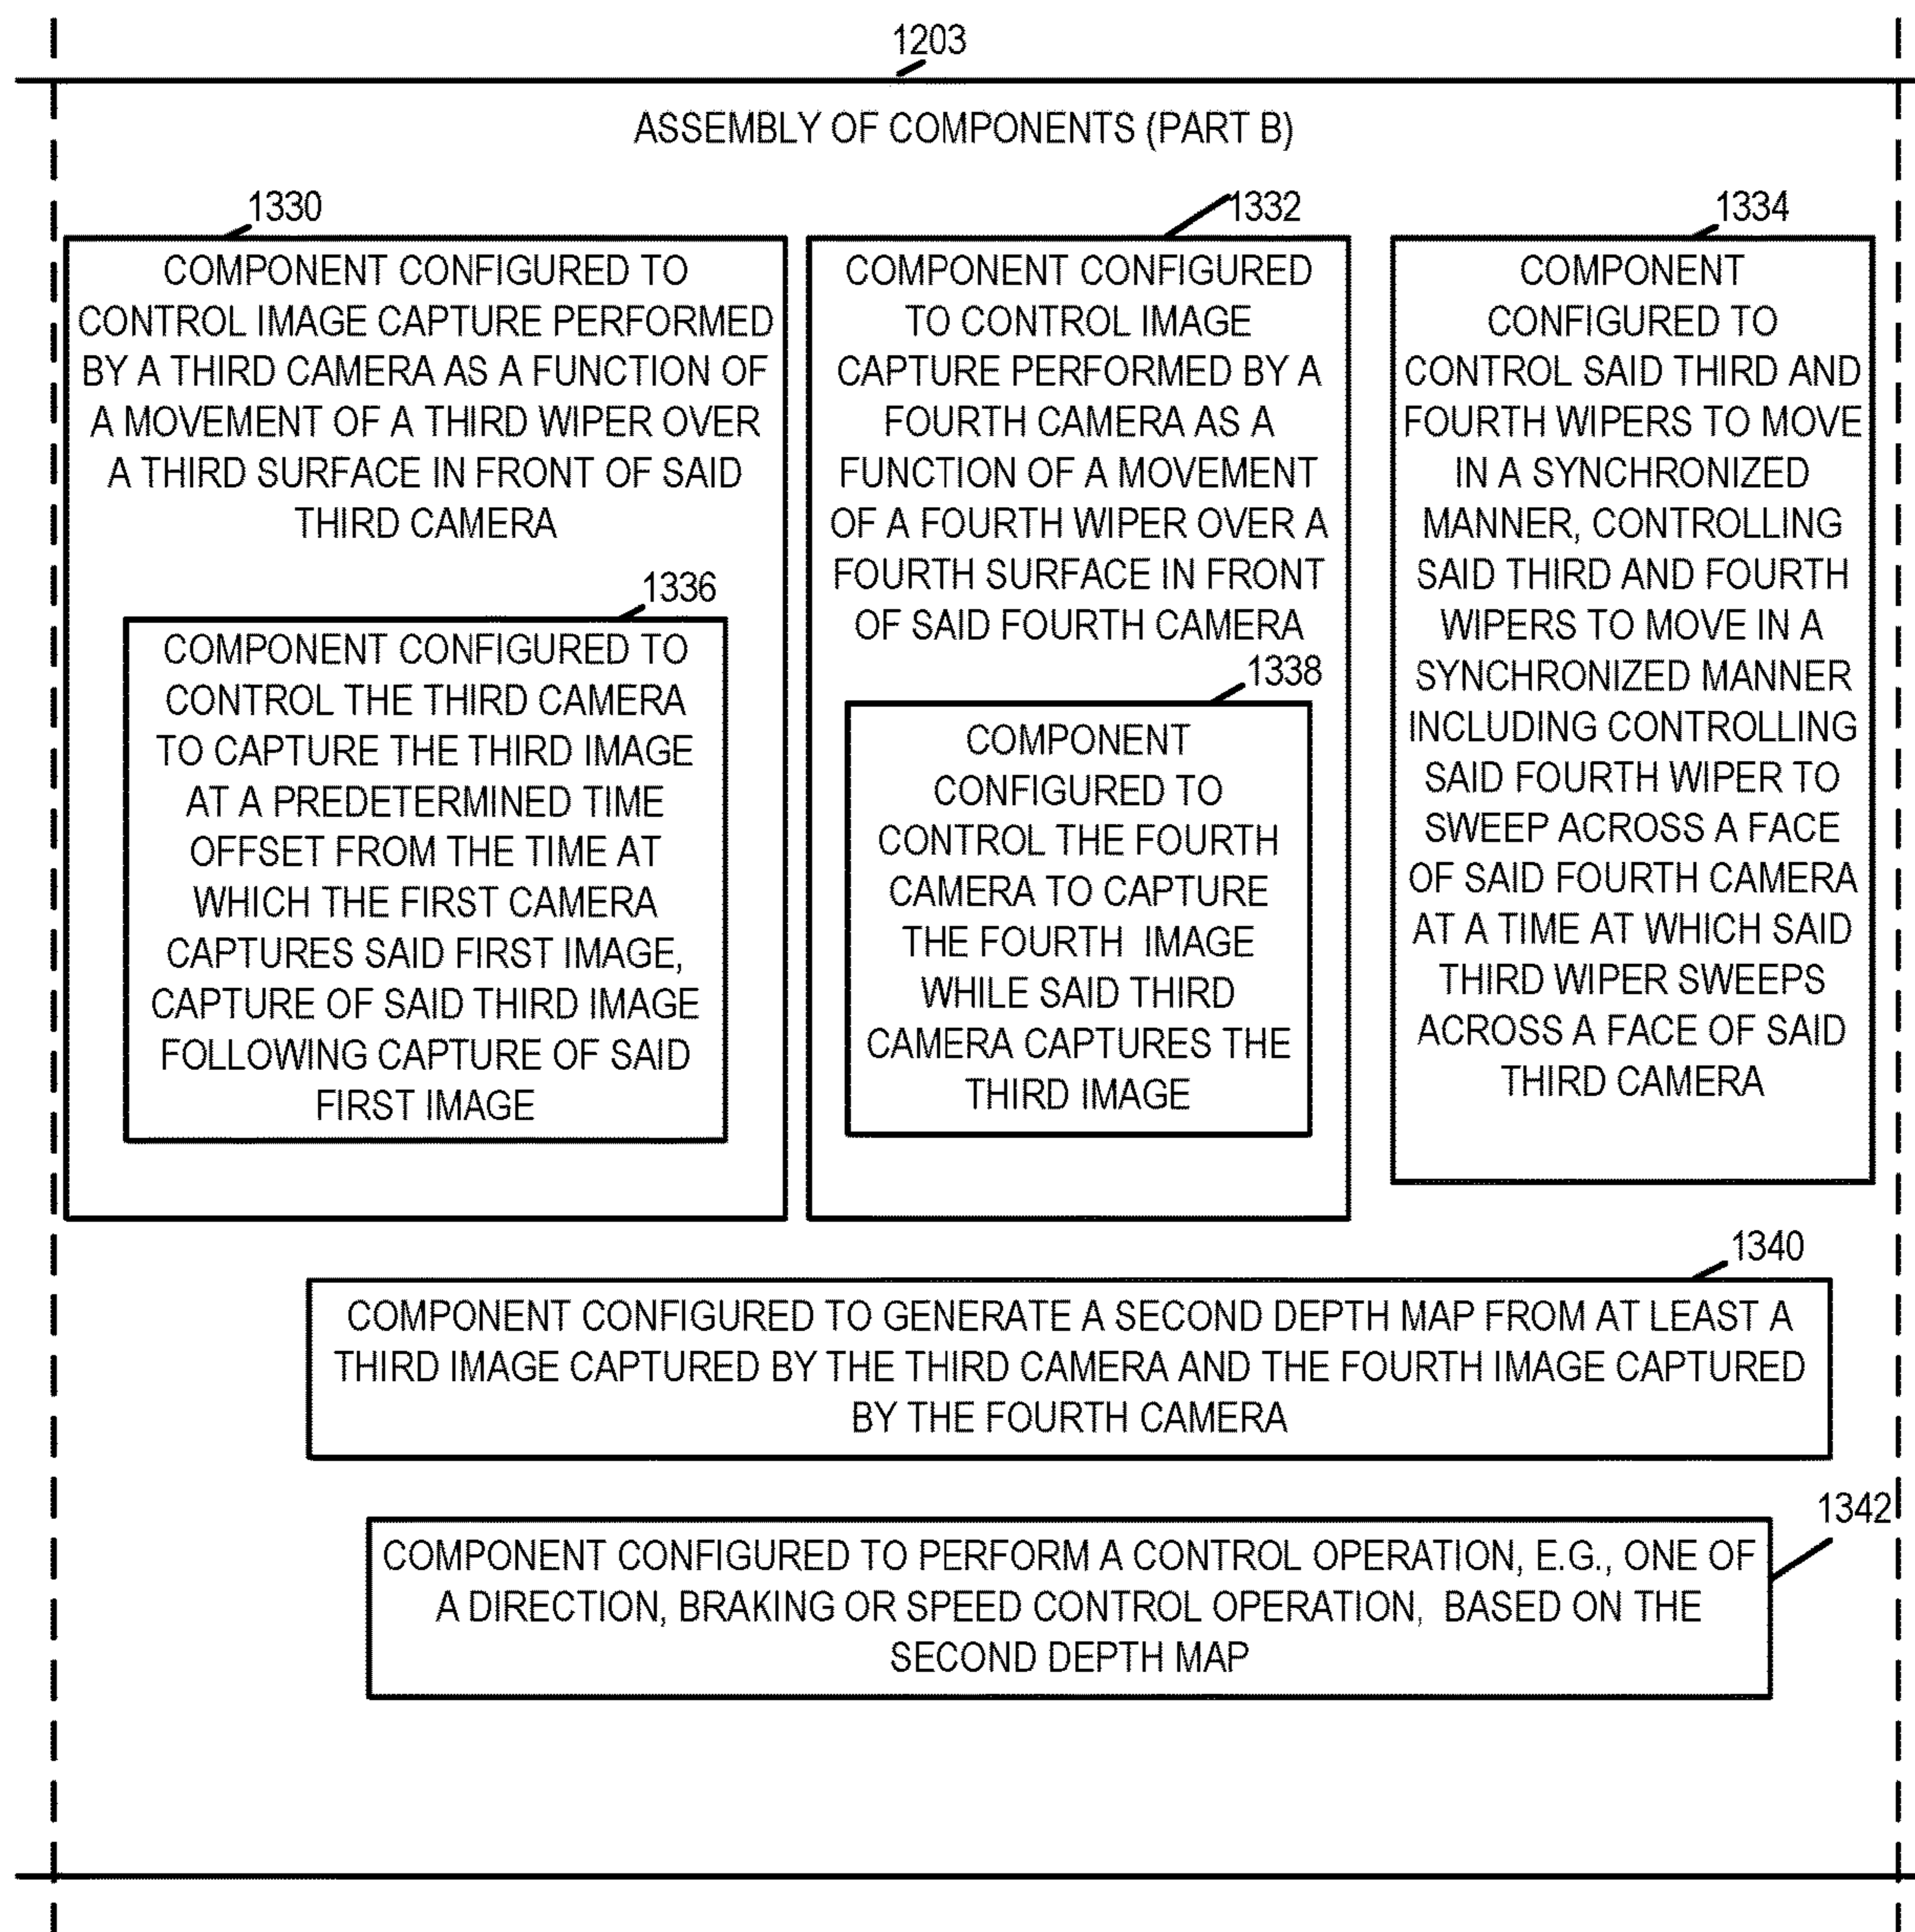 1203
ASSEMBLY OF COMPONENTS (PART B)
1330
COMPONENT CONFIGURED TO
CONTROL IMAGE CAPTURE PERFORMED
BY A THIRD CAMERA AS A FUNCTION OF
A MOVEMENT OF A THIRD WIPER OVER
A THIRD SURFACE IN FRONT OF SAID
THIRD CAMERA
1336
COMPONENT CONFIGURED TO
CONTROL THE THIRD CAMERA
TO CAPTURE THE THIRD IMAGE
AT A PREDETERMINED TIME
OFFSET FROM THE TIME AT
WHICH THE FIRST CAMERA
CAPTURES SAID FIRST IMAGE,
CAPTURE OF SAID THIRD IMAGE
FOLLOWING CAPTURE OF SAID
FIRST IMAGE
1332
COMPONENT CONFIGURED
TO CONTROL IMAGE
CAPTURE PERFORMED BY A
FOURTH CAMERA AS A
FUNCTION OF A MOVEMENT
OF A FOURTH WIPER OVER A
FOURTH SURFACE IN FRONT
OF SAID FOURTH CAMERA
1338
COMPONENT
CONFIGURED TO
CONTROL THE FOURTH
CAMERA TO CAPTURE
THE FOURTH IMAGE
WHILE SAID THIRD
CAMERA CAPTURES THE
THIRD IMAGE
1334
COMPONENT
CONFIGURED TO
CONTROL SAID THIRD AND
FOURTH WIPERS TO MOVE
IN A SYNCHRONIZED
MANNER, CONTROLLING
SAID THIRD AND FOURTH
WIPERS TO MOVE IN A
SYNCHRONIZED MANNER
INCLUDING CONTROLLING
SAID FOURTH WIPER TO
SWEEP ACROSS A FACE
OF SAID FOURTH CAMERA
AT A TIME AT WHICH SAID
THIRD WIPER SWEEPS
ACROSS A FACE OF SAID
THIRD CAMERA
1340
COMPONENT CONFIGURED TO GENERATE A SECOND DEPTH MAP FROM AT LEAST A
THIRD IMAGE CAPTURED BY THE THIRD CAMERA AND THE FOURTH IMAGE CAPTURED
BY THE FOURTH CAMERA
1342
COMPONENT CONFIGURED TO PERFORM A CONTROL OPERATION, E.G., ONE OF
A DIRECTION, BRAKING OR SPEED CONTROL OPERATION, BASED ON THE
SECOND DEPTH MAP